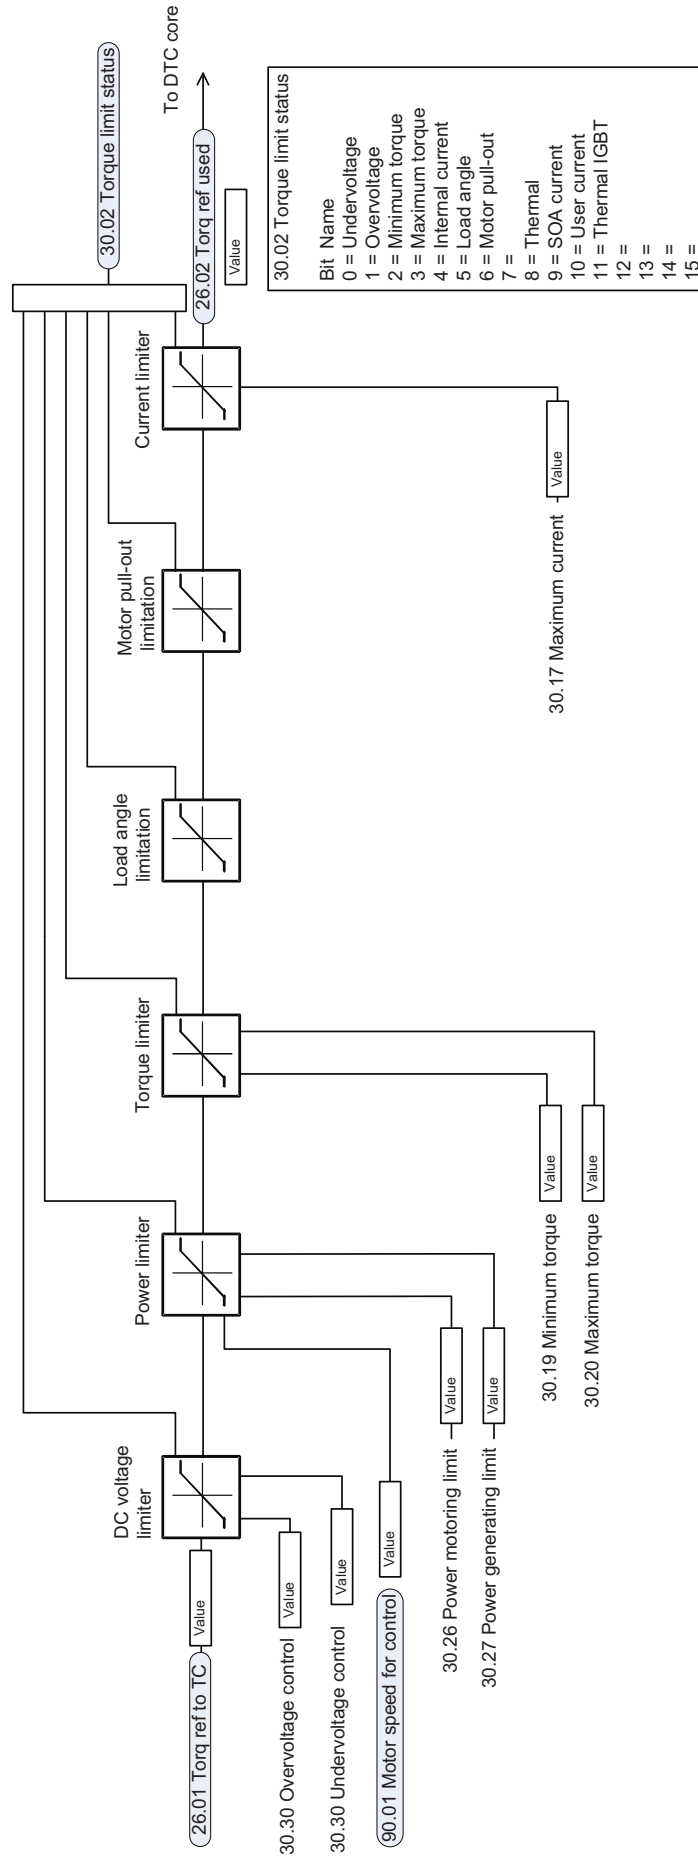 26.01 Torq ref to TC
Value
30.30 Overvoltage control
Value
30.30 Undervoltage control
Value
90.01 Motor speed for control
Value
DC voltage
limiter
30.26 Power motoring limit
Value
30.27 Power generating limit
Value
Power limiter
30.19 Minimum torque
Value
30.20 Maximum torque
Value
Torque limiter
Load angle
limitation
Motor pull-out
limitation
30.17 Maximum current
Value
Current limiter
30.02 Torque limit status
To DTC core
26.02 Torq ref used
Value
30.02 Torque limit status
Bit Name
0 = Undervoltage
1 = Overvoltage
2 = Minimum torque
3 = Maximum torque
4 = Internal current
5 = Load angle
6 = Motor pull-out
7 =
8 = Thermal
9 = SOA current
10 = User current
11 = Thermal IGBT
12 =
13 =
14 =
15 =